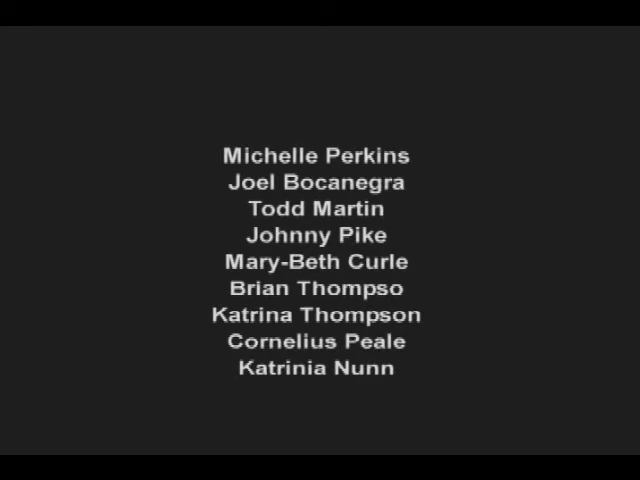 Michelle Perkins
Joel Bocanegra
Todd Martin
Johnny Pike
Mary-Beth Curle
Brian Thompso
Katrina Thompson
Cornelius Peale
Katrinia Nunn